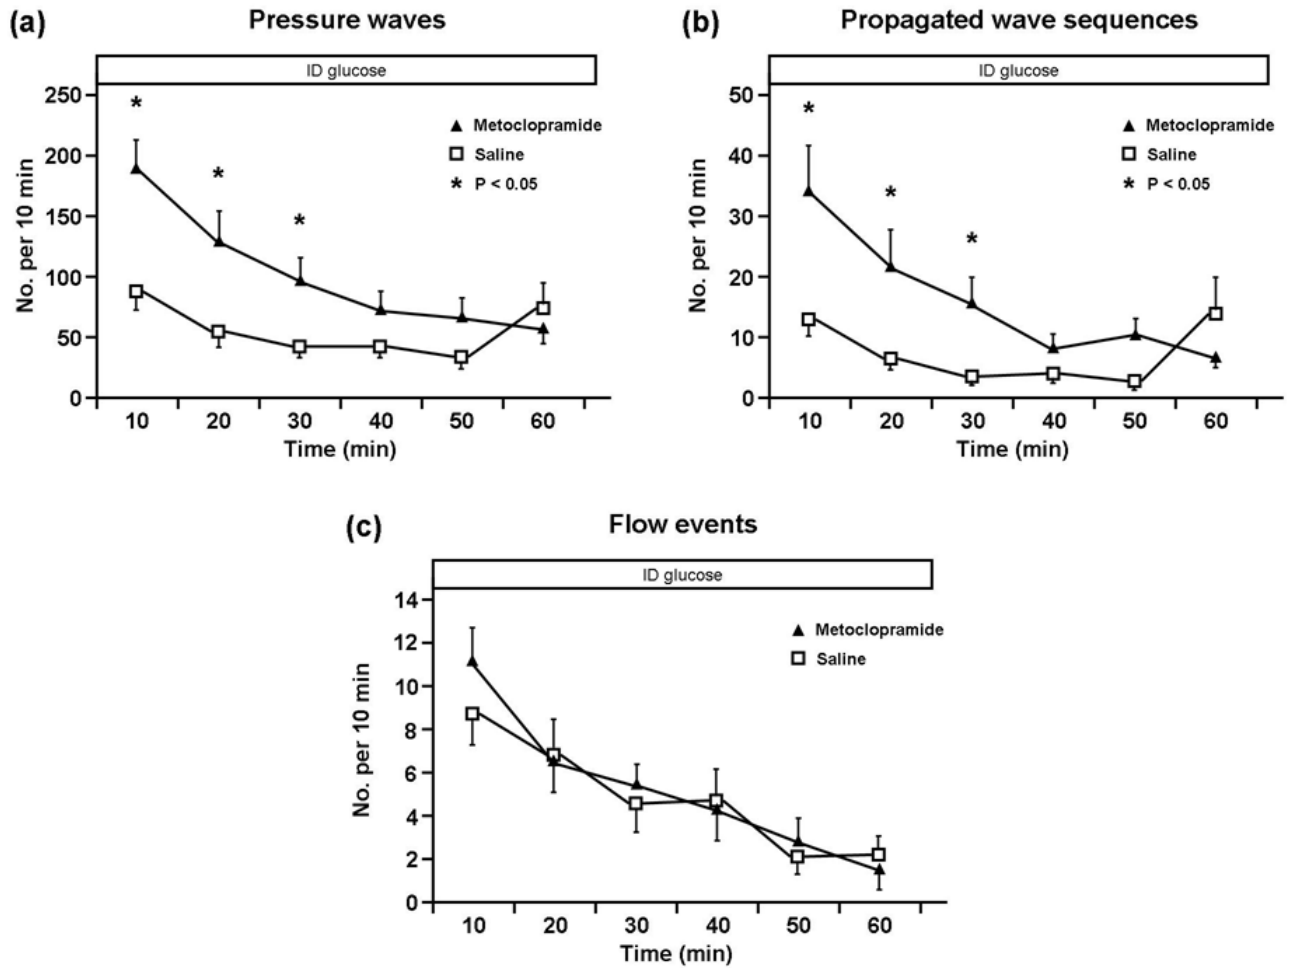 (a) Pressure waves
ID glucose
250
200
150
100
50
0
No. per 10 min
* * *
Metoclopramide
Saline
* P < 0.05
10 20 30 40 50 60
Time (min)
(b) Propagated wave sequences
ID glucose
50
40
30
20
10
0
No. per 10 min
* * *
Metoclopramide
Saline
* P < 0.05
10 20 30 40 50 60
Time (min)
(c) Flow events
ID glucose
14
12
10
8
6
4
2
0
No. per 10 min
Metoclopramide
Saline
10 20 30 40 50 60
Time (min)